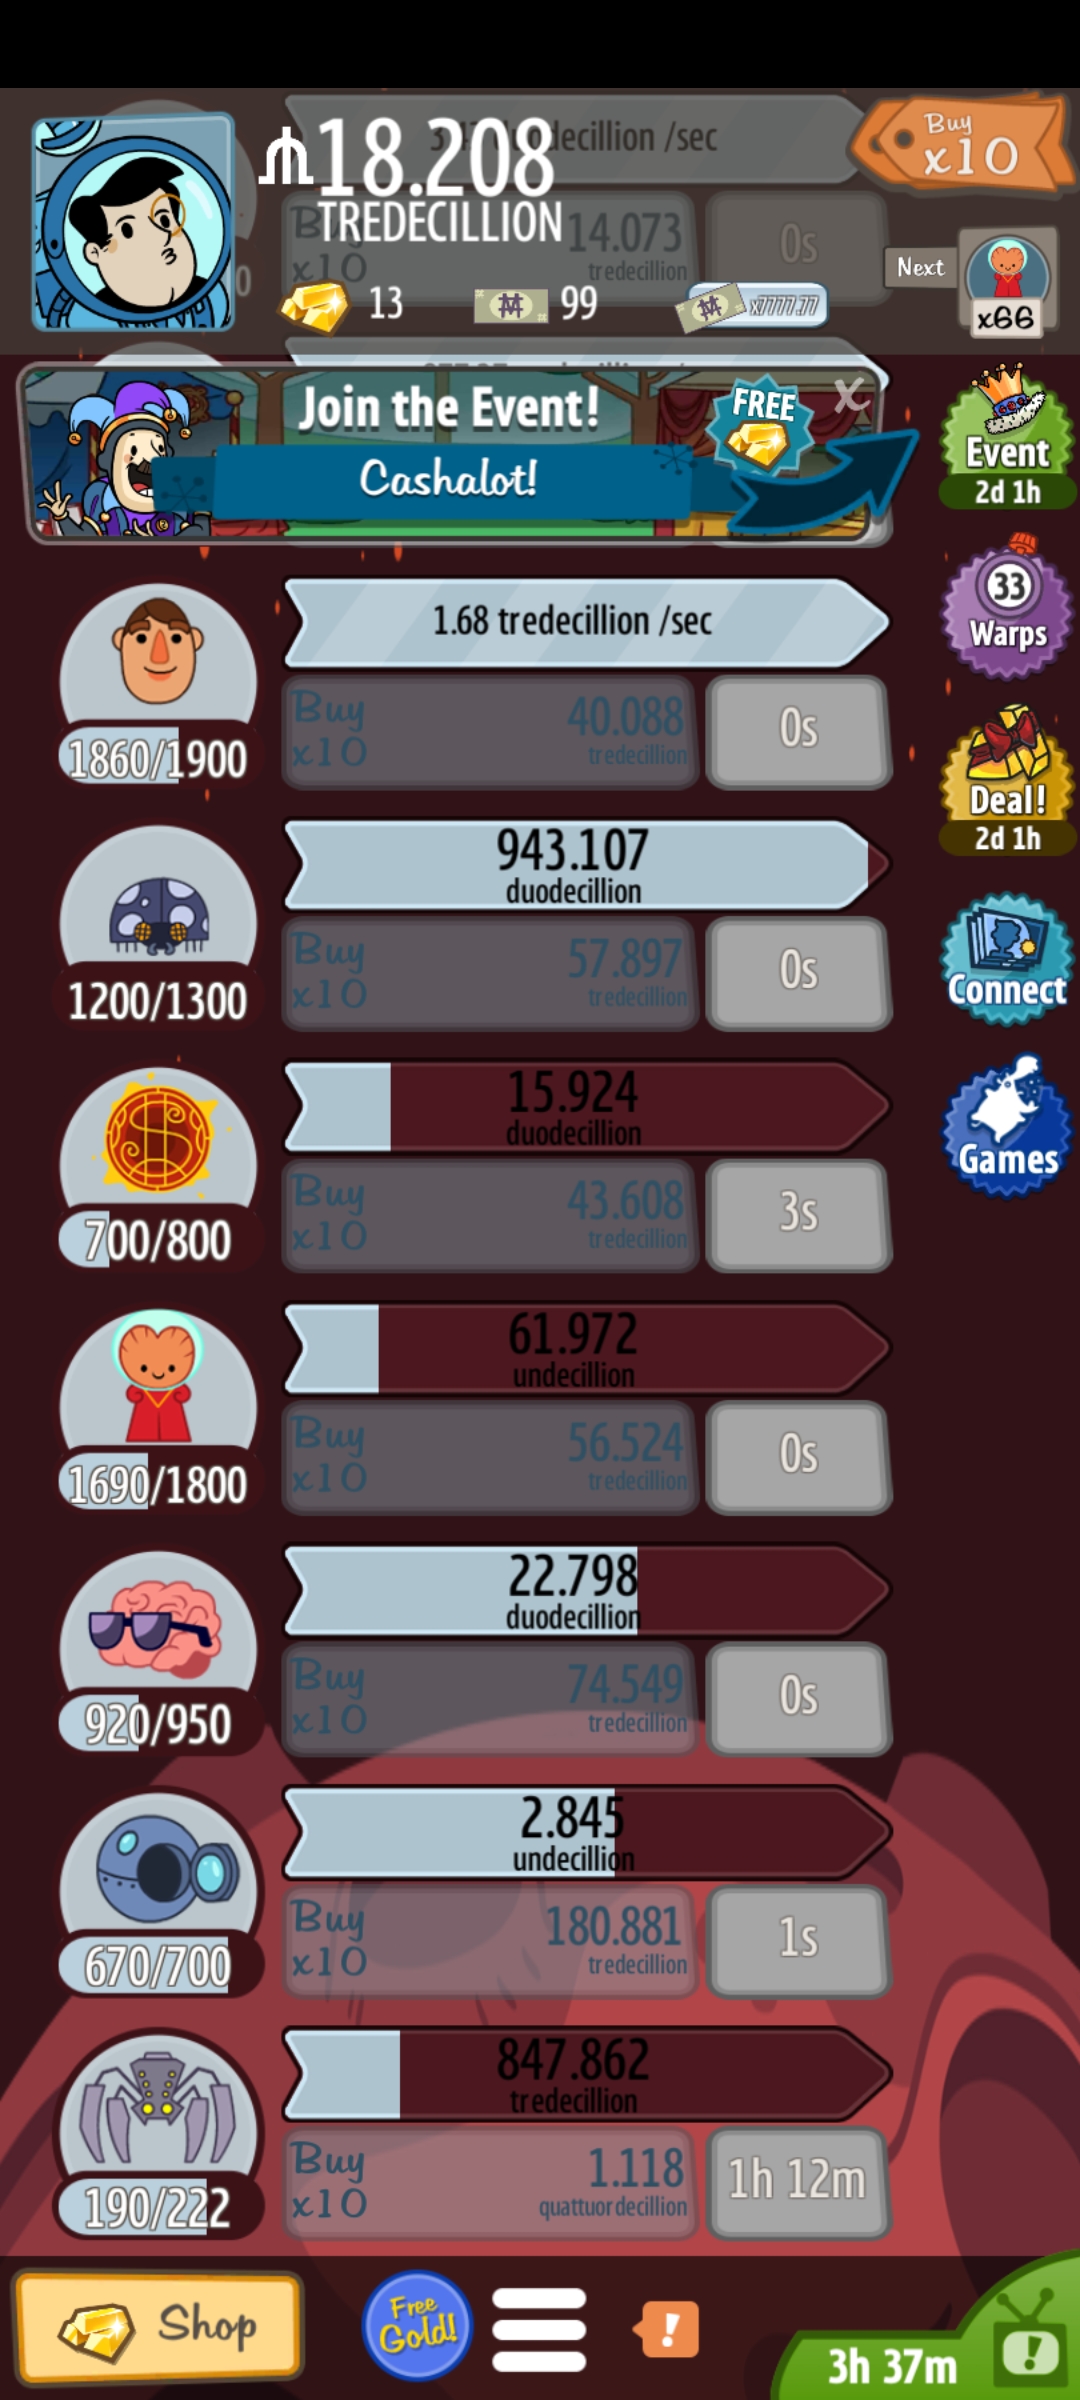 18.208
TREDECILLION
duodecillion /sec
Buy
x10
14.073
tredecillion
0s
13
99
x7777.77
Buy
x10
Next
x66
Join the Event!
Cashalot!
FREE
X
Event
2d 1h
33
Warps
Deal!
2d 1h
Connect
Games
1.68 tredecillion /sec
1860/1900
Buy
x10
40.088
tredecillion
0s
943.107
duodecillion
1200/1300
Buy
x10
57.897
tredecillion
0s
15.924
duodecillion
700/800
Buy
x10
43.608
tredecillion
3s
61.972
undecillion
1690/1800
Buy
x10
56.524
tredecillion
0s
22.798
duodecillion
920/950
Buy
x10
74.549
tredecillion
0s
2.845
undecillion
670/700
Buy
x10
180.881
tredecillion
1s
847.862
tredecillion
190/222
Buy
x10
1.118
quattuordecillion
1h 12m
Shop
Free
Gold!
!
3h 37m
!